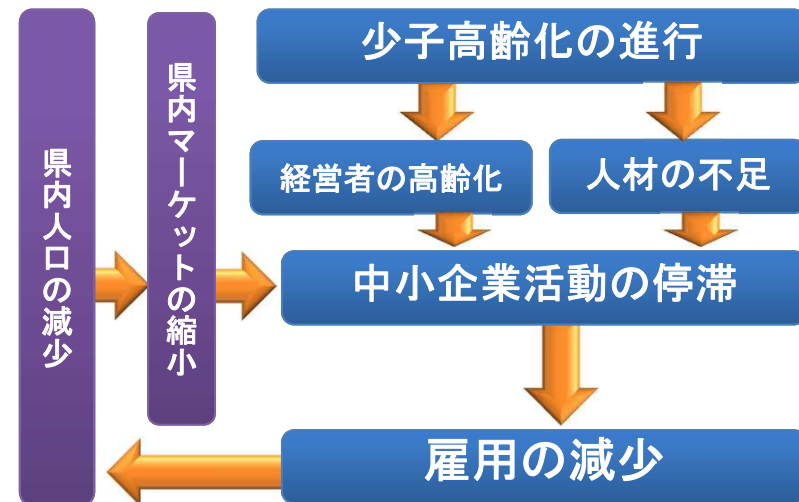 県内人口の減少
県内マーケットの縮小
少子高齢化の進行
経営者の高齢化
人材の不足
中小企業活動の停滞
雇用の減少